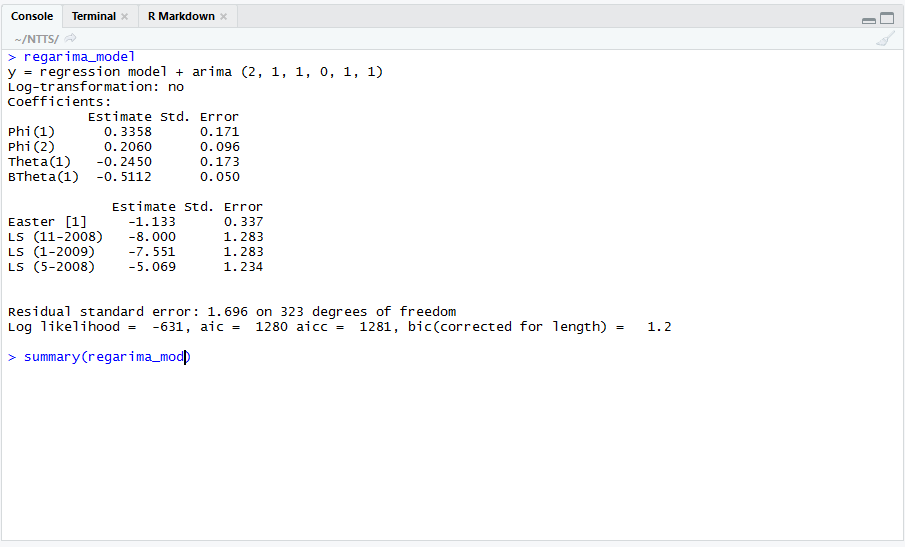 Console Terminal × R Markdown ×
~/NTTS/
> regarima_model
y = regression model + arima (2, 1, 1, 0, 1, 1)
Log-transformation: no
Coefficients:
Estimate Std. Error
Phi(1) 0.3358 0.171
Phi(2) 0.2060 0.096
Theta(1) -0.2450 0.173
BTheta(1) -0.5112 0.050
Estimate Std. Error
Easter [1] -1.133 0.337
LS (11-2008) -8.000 1.283
LS (1-2009) -7.551 1.283
LS (5-2008) -5.069 1.234
Residual standard error: 1.696 on 323 degrees of freedom
Log likelihood = -631, aic = 1280 aicc = 1281, bic(corrected for length) = 1.2
> summary(regarima_mod)